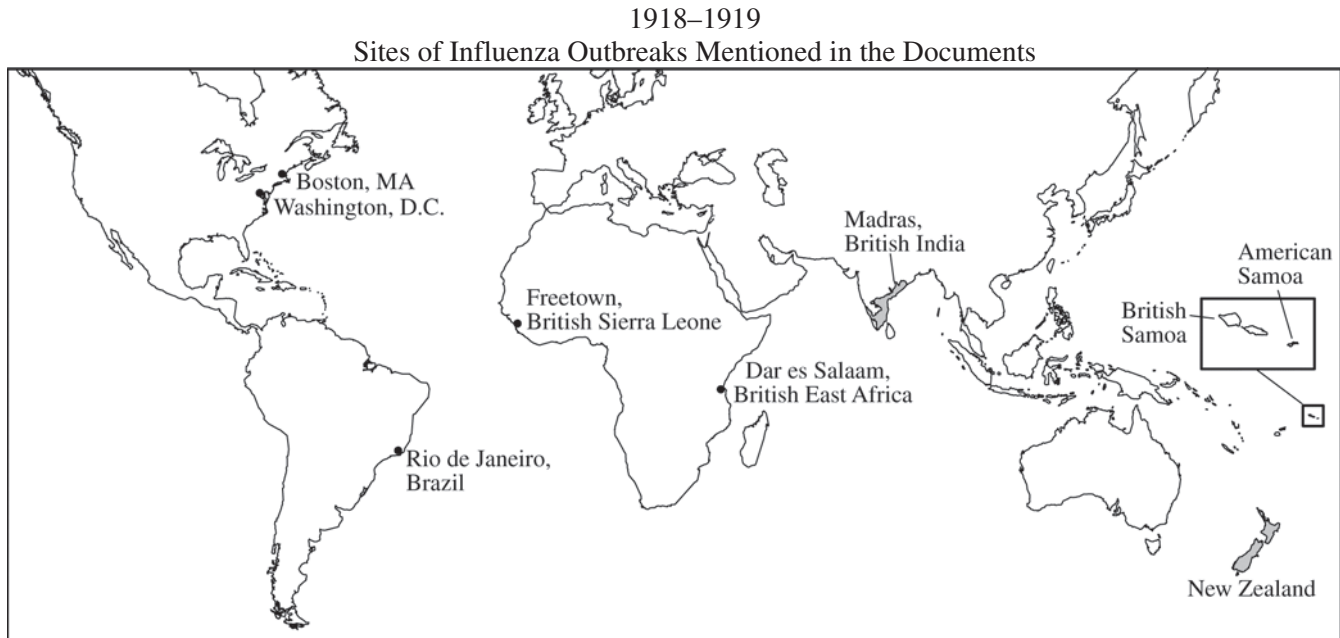 1918–1919
Sites of Influenza Outbreaks Mentioned in the Documents
Boston, MA
Washington, D.C.
Madras,
British India
American
Samoa
British
Samoa
Freetown,
British Sierra Leone
Dar es Salaam,
British East Africa
Rio de Janeiro,
Brazil
New Zealand